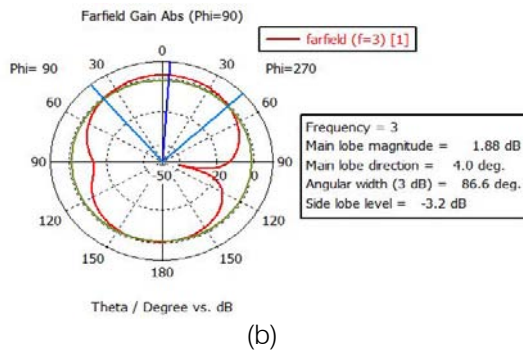 Farfield Gain Abs (Phi=90)
farfield (f=3) [1]
0
Phi= 90 30 30 Phi=270
60 60
90 -50 -20 0 90
120 120
150 150
180
Theta / Degree vs. dB
Frequency = 3
Main lobe magnitude = 1.88 dB
Main lobe direction = 4.0 deg.
Angular width (3 dB) = 86.6 deg.
Side lobe level = -3.2 dB
(b)